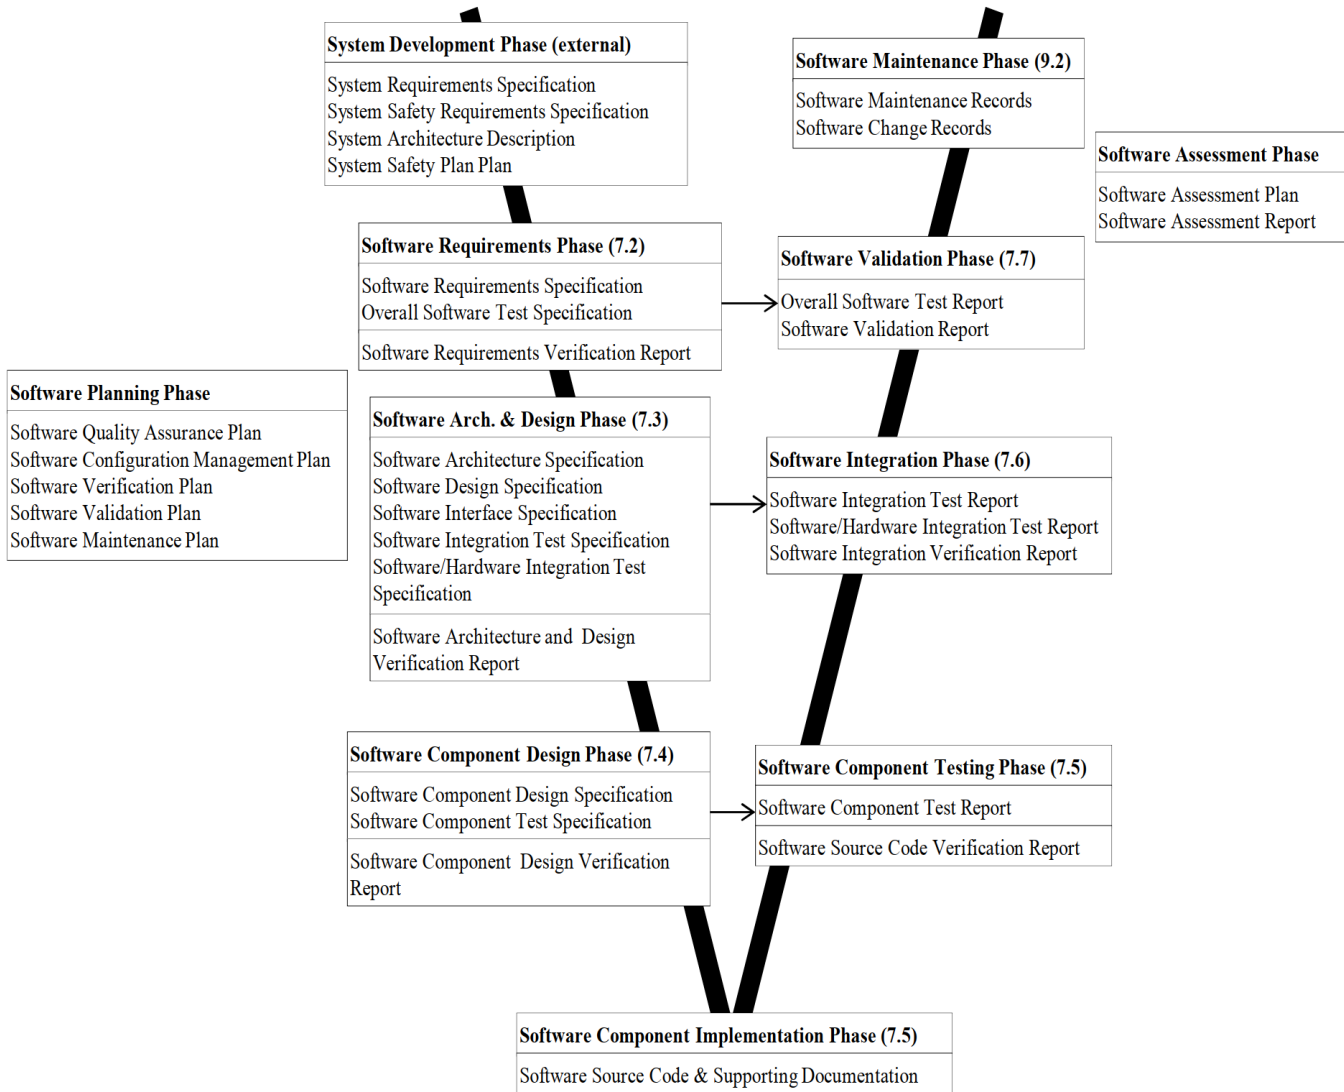 System Development Phase (external)
System Requirements Specification
System Safety Requirements Specification
System Architecture Description
System Safety Plan Plan
Software Maintenance Phase (9.2)
Software Maintenance Records
Software Change Records
Software Assessment Phase
Software Assessment Plan
Software Assessment Report
Software Requirements Phase (7.2)
Software Requirements Specification
Overall Software Test Specification
Software Requirements Verification Report
Software Validation Phase (7.7)
Overall Software Test Report
Software Validation Report
Software Planning Phase
Software Quality Assurance Plan
Software Configuration Management Plan
Software Verification Plan
Software Validation Plan
Software Maintenance Plan
Software Arch. & Design Phase (7.3)
Software Architecture Specification
Software Design Specification
Software Interface Specification
Software Integration Test Specification
Software/Hardware Integration Test
Specification
Software Architecture and Design
Verification Report
Software Integration Phase (7.6)
Software Integration Test Report
Software/Hardware Integration Test Report
Software Integration Verification Report
Software Component Design Phase (7.4)
Software Component Design Specification
Software Component Test Specification
Software Component Design Verification
Report
Software Component Testing Phase (7.5)
Software Component Test Report
Software Source Code Verification Report
Software Component Implementation Phase (7.5)
Software Source Code & Supporting Documentation